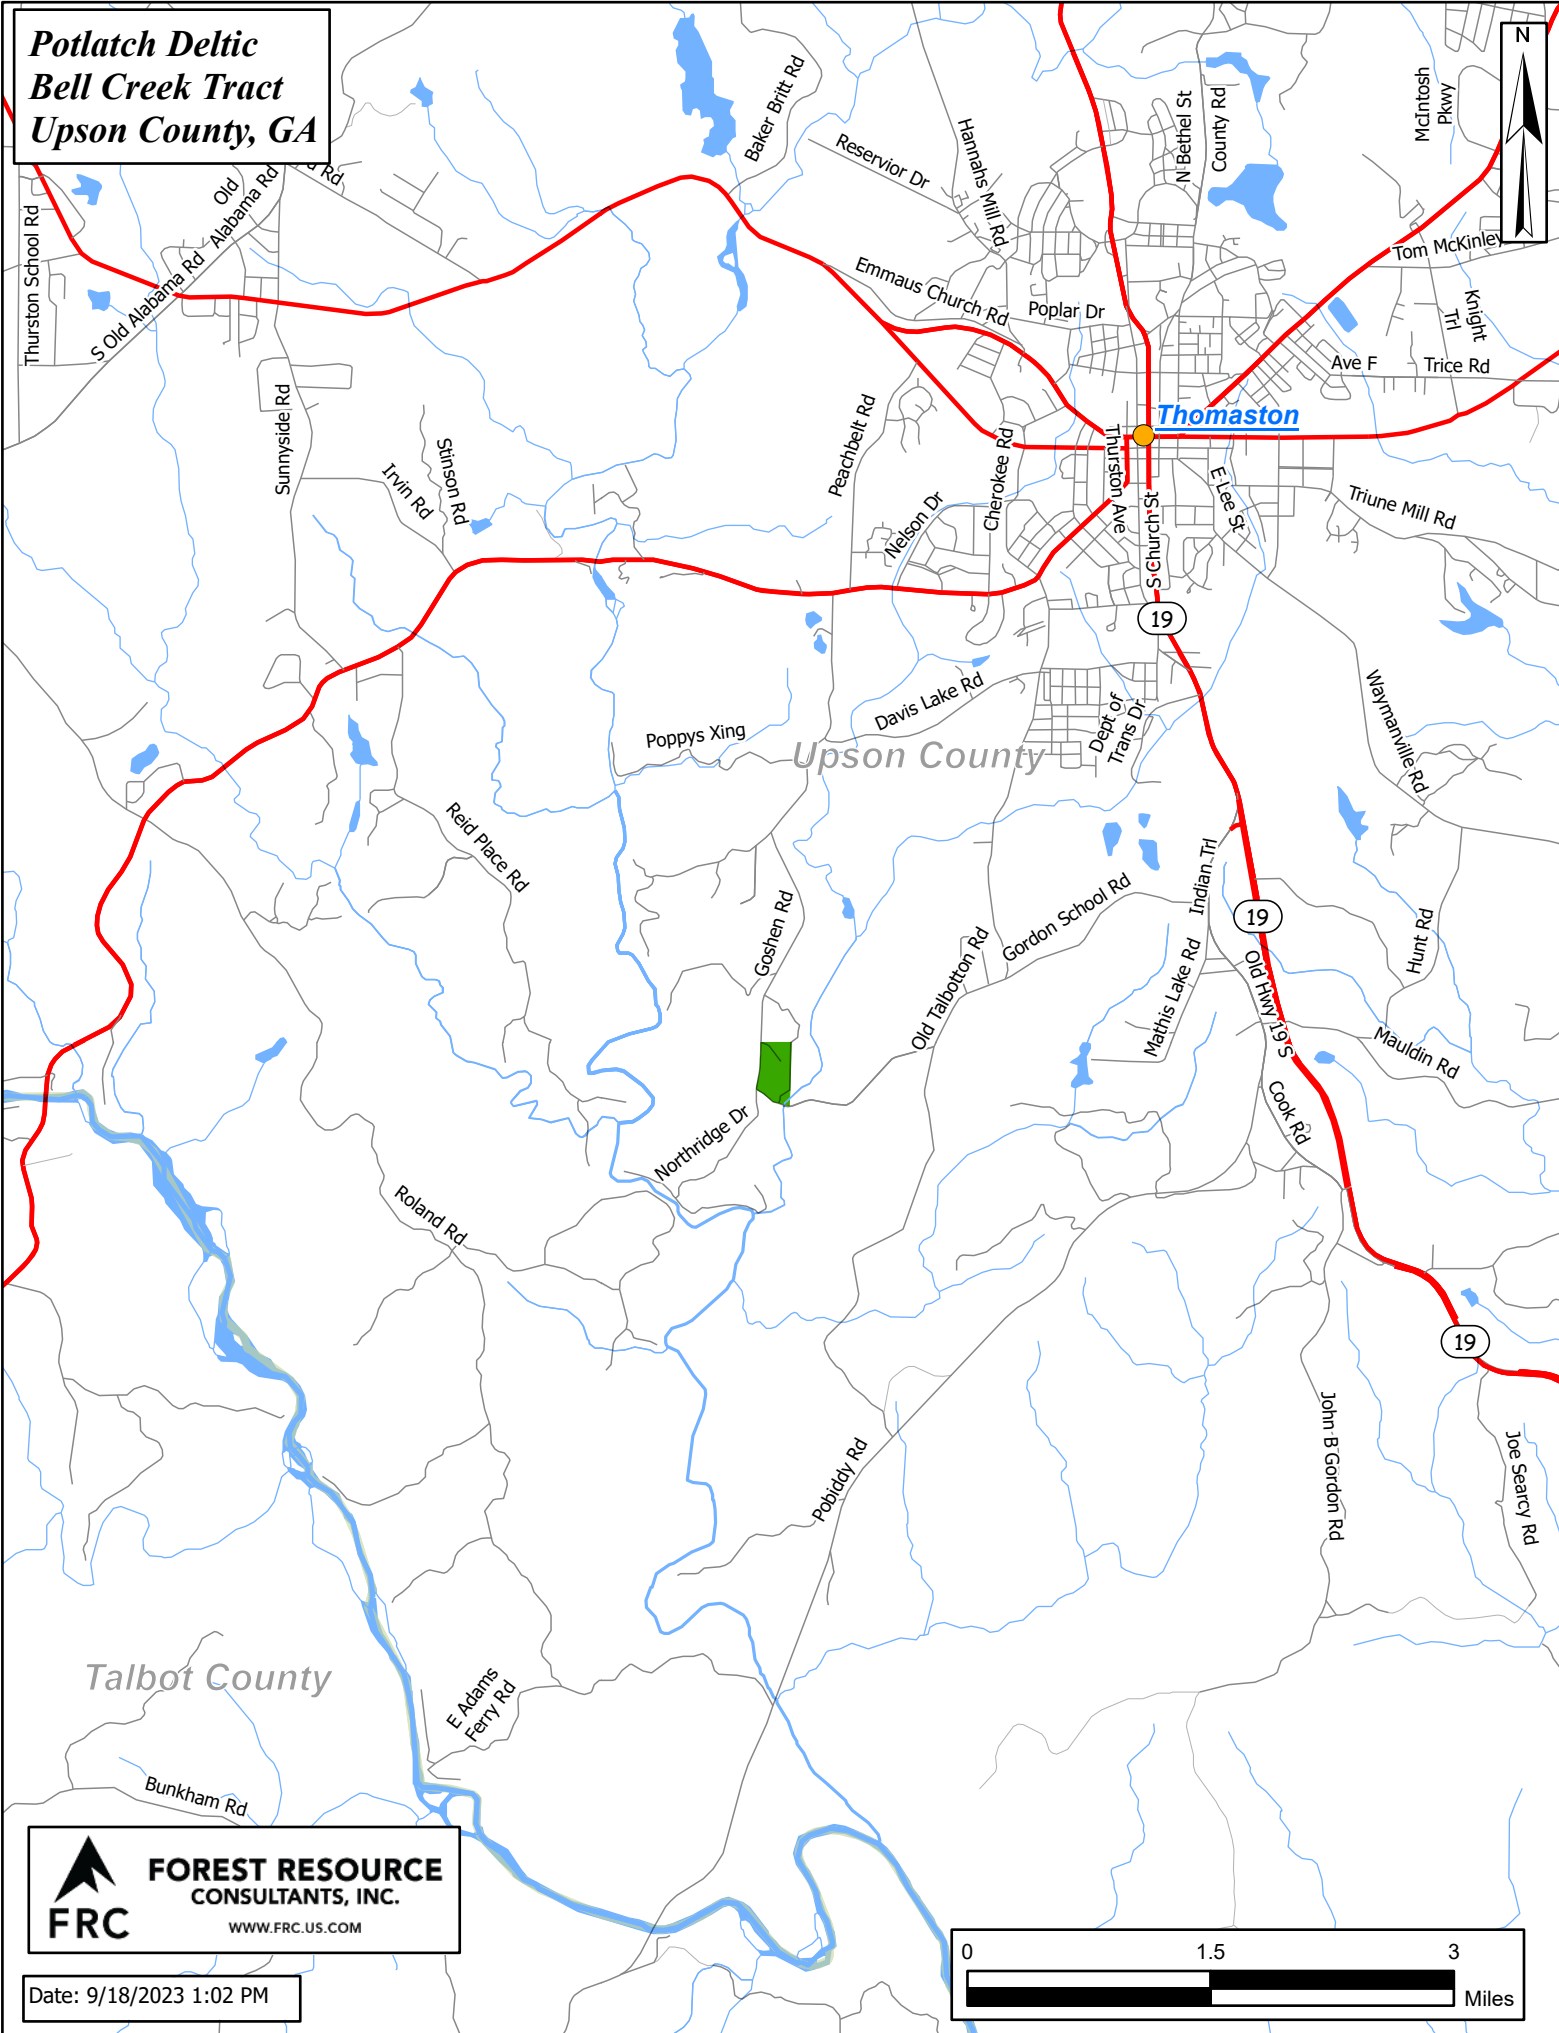 Potlatch Deltic
Bell Creek Tract
Upson County, GA
N
Baker Britt Rd
Reservior Dr
Hannahs Mill Rd
N Bethel St
County Rd
McIntosh
Pkwy
Old
Alabama Rd
Rd
Thurston School Rd
S Old Alabama Rd
Tom McKinley
Emmaus Church Rd
Poplar Dr
Knight
Trl
Ave F
Trice Rd
Sunnyside Rd
Thomaston
Peachbelt Rd
Cherokee Rd
Thurston Ave
Stinson Rd
Irvin Rd
Nelson Dr
S Church St
E Lee St
Triune Mill Rd
19
Davis Lake Rd
Dept of
Trans Dr
Waymanville Rd
Poppys Xing
Upson County
Reid Place Rd
Indian Trl
Goshen Rd
Gordon School Rd
19
Hunt Rd
Old Talbotton Rd
Mathis Lake Rd
Old Hwy 19 S
Mauldin Rd
Cook Rd
Northridge Dr
Roland Rd
19
John B Gordon Rd
Joe Searcy Rd
Pobiddy Rd
Talbot County
E Adams
Ferry Rd
Bunkham Rd
FRC
FOREST RESOURCE
CONSULTANTS, INC.
WWW.FRC.US.COM
0 1.5 3
Miles
Date: 9/18/2023 1:02 PM